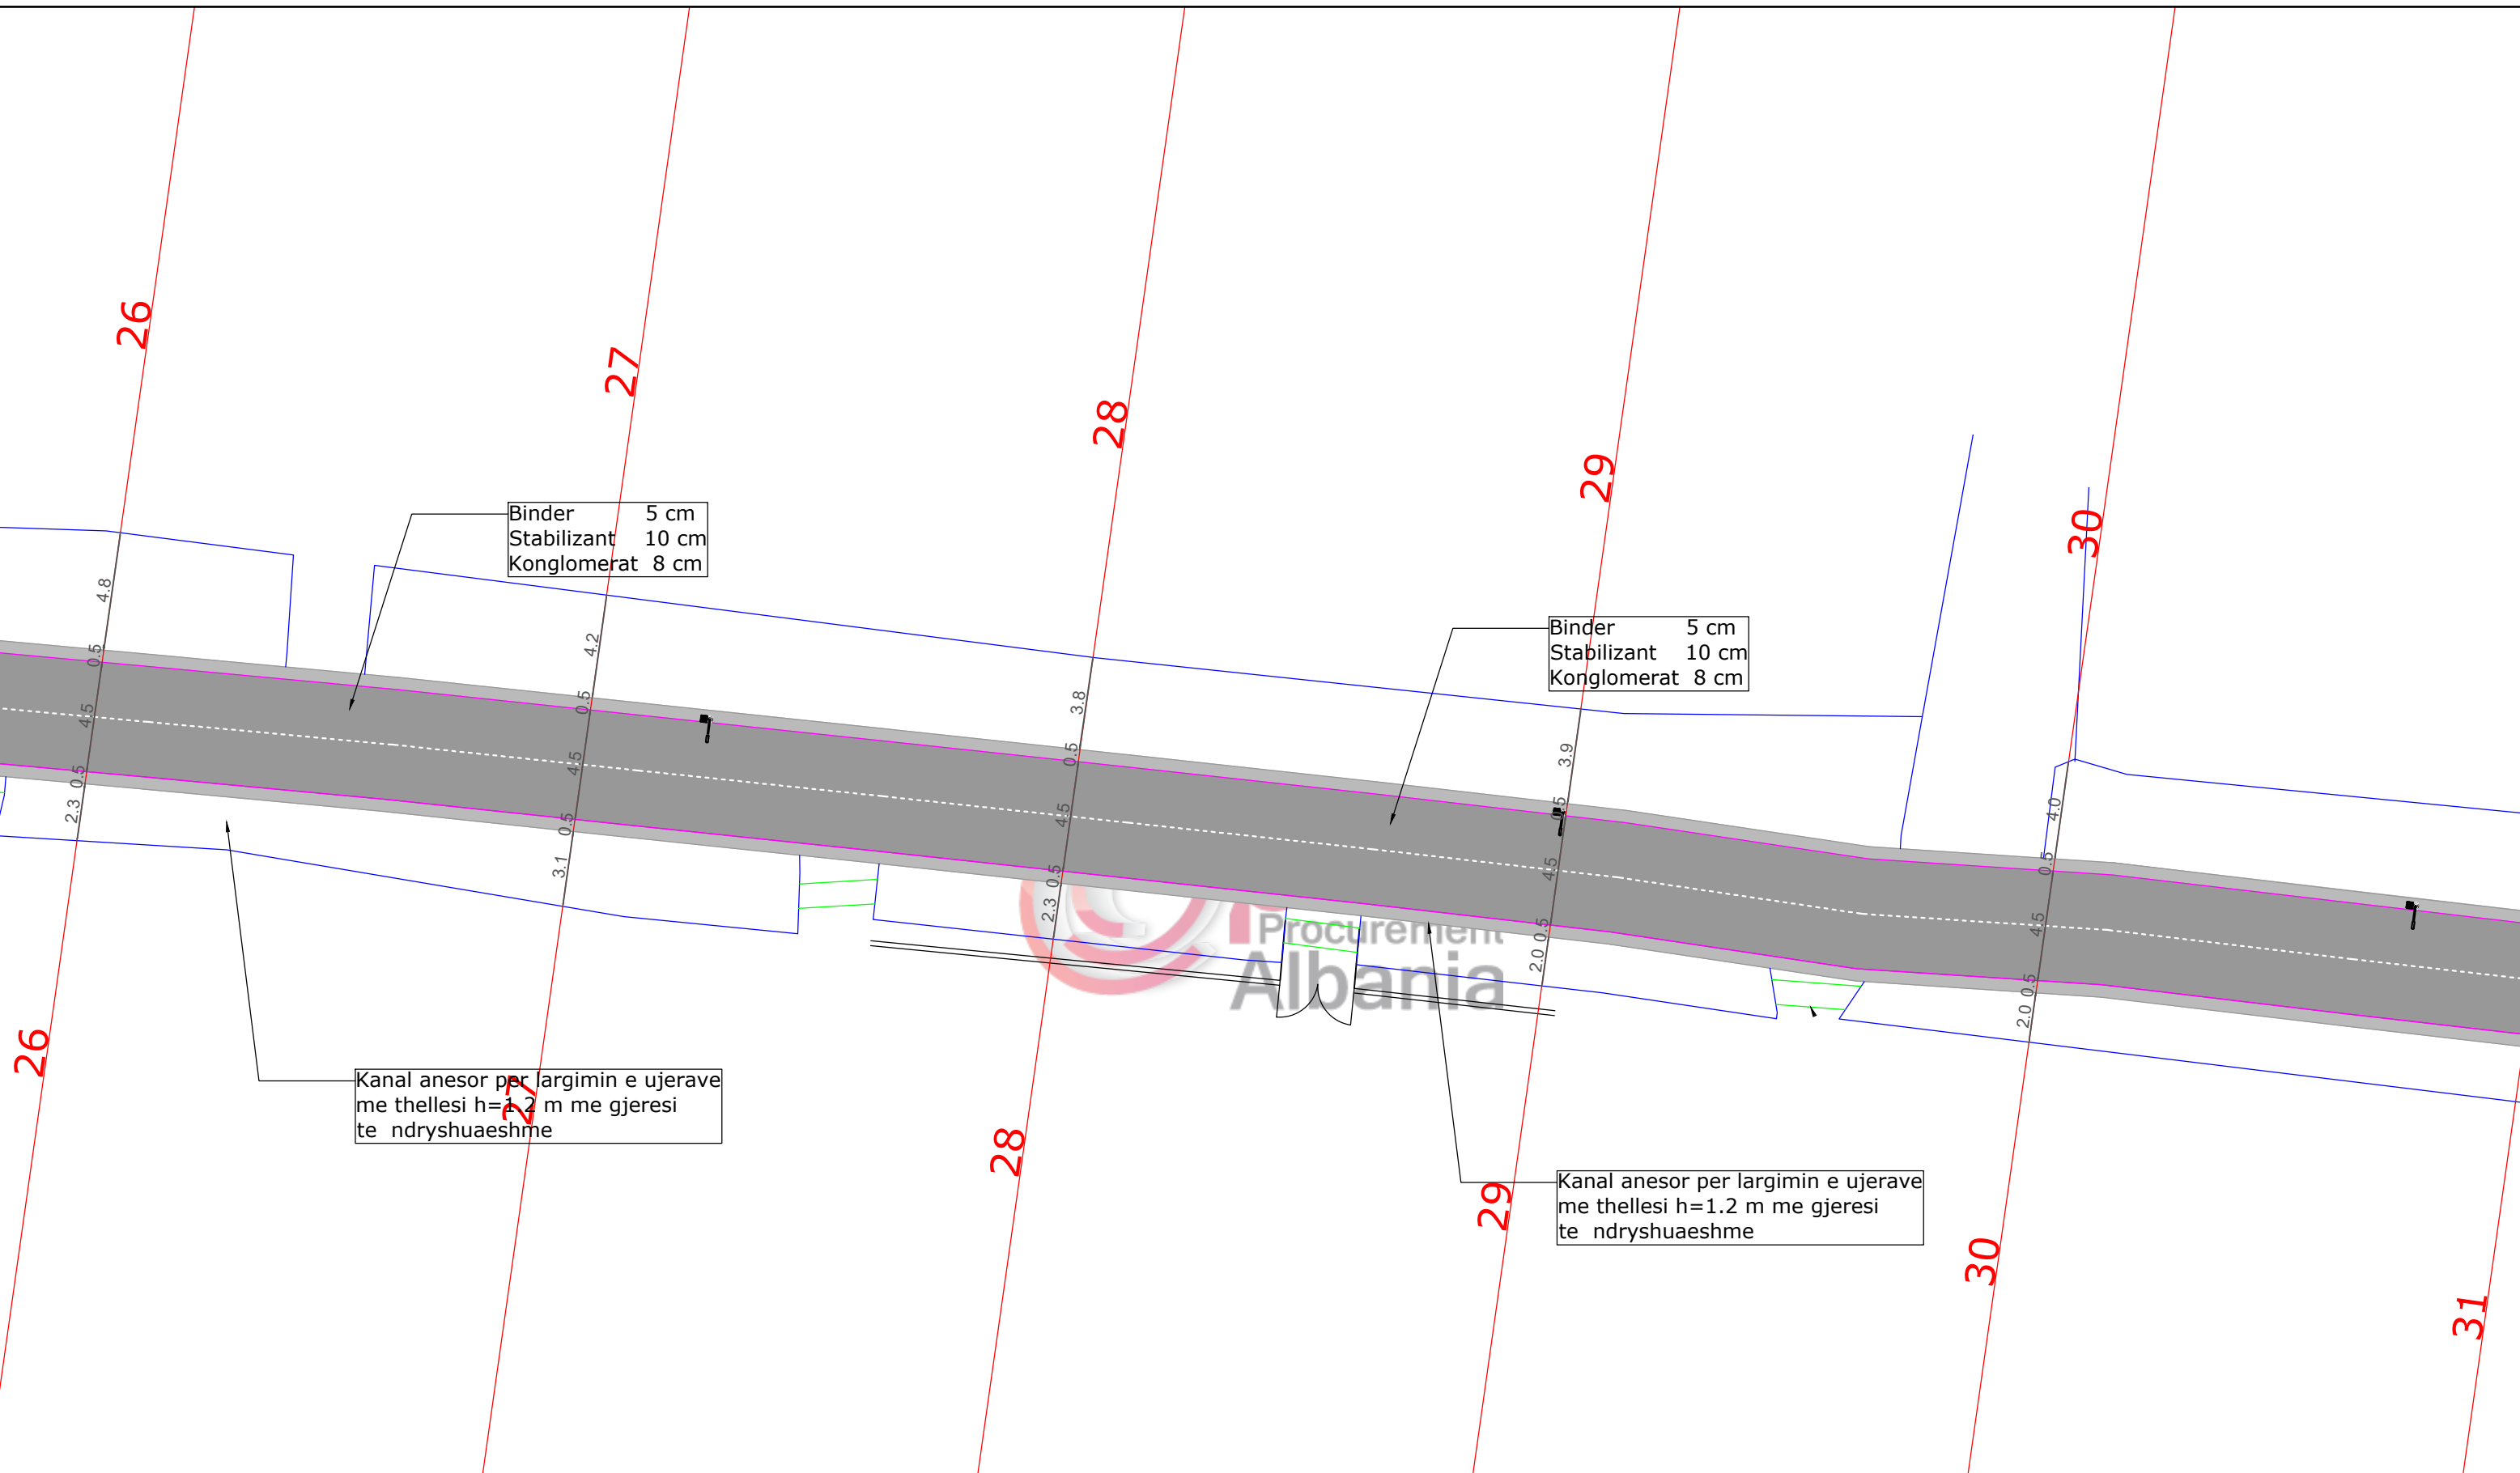 26
27
28
29
30
Binder 5 cm
Stabilizant 10 cm
Konglomerat 8 cm
Binder 5 cm
Stabilizant 10 cm
Konglomerat 8 cm
4.8
0.5
4.5
0.5
2.3
4.2
0.5
4.5
0.5
3.1
3.8
0.5
4.5
0.5
2.3
3.9
0.5
4.5
0.5
2.0
4.0
0.5
4.5
0.5
2.0
Procurement
Albania
Kanal anesor per largimin e ujerave
me thellesi h=1.2 m me gjeresi
te ndryshuaeshme
Kanal anesor per largimin e ujerave
me thellesi h=1.2 m me gjeresi
te ndryshuaeshme
26
27
28
29
30
31